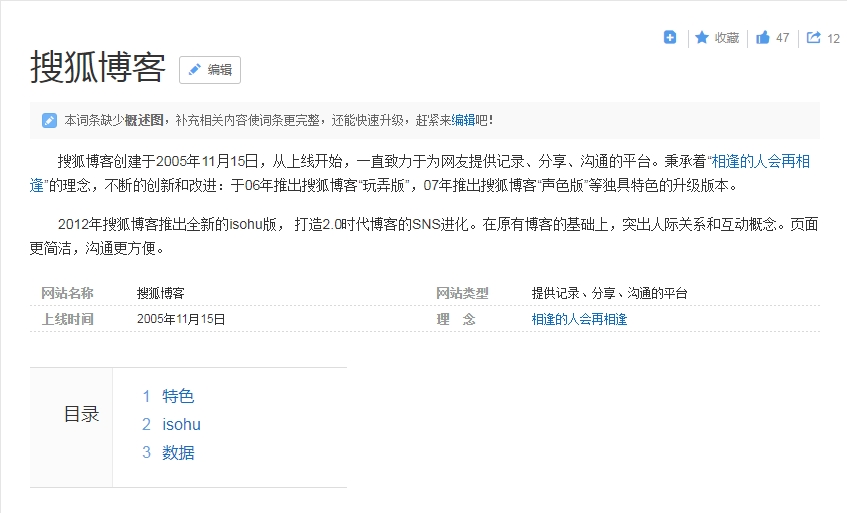 收藏 47 12
搜狐博客 编辑
本词条缺少概述图，补充相关内容使词条更完整，还能快速升级，赶紧来编辑吧！
搜狐博客创建于2005年11月15日，从上线开始，一直致力于为网友提供记录、分享、沟通的平台。秉承着“相逢的人会再相
逢”的理念，不断的创新和改进：于06年推出搜狐博客“玩弄版”，07年推出搜狐博客“声色版”等独具特色的升级版本。
2012年搜狐博客推出全新的isohu版， 打造2.0时代博客的SNS进化。在原有博客的基础上，突出人际关系和互动概念。页面
更简洁，沟通更方便。
网站名称 搜狐博客 网站类型 提供记录、分享、沟通的平台
上线时间 2005年11月15日 理 念 相逢的人会再相逢
目录
1 特色
2 isohu
3 数据